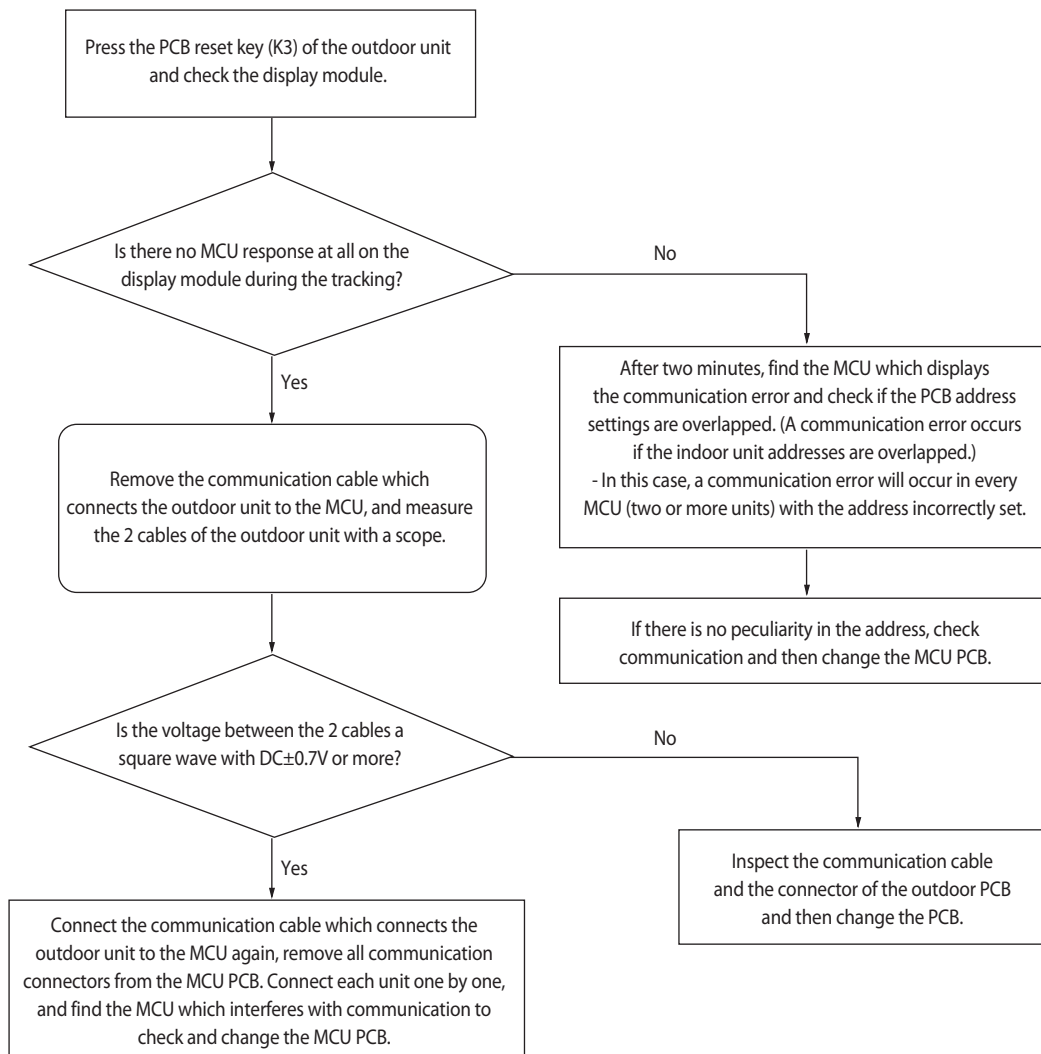 Press the PCB reset key (K3) of the outdoor unit
and check the display module.
Is there no MCU response at all on the
display module during the tracking?
No
Yes
After two minutes, find the MCU which displays
the communication error and check if the PCB address
settings are overlapped. (A communication error occurs
if the indoor unit addresses are overlapped.)
- In this case, a communication error will occur in every
MCU (two or more units) with the address incorrectly set.
Remove the communication cable which
connects the outdoor unit to the MCU, and measure
the 2 cables of the outdoor unit with a scope.
If there is no peculiarity in the address, check
communication and then change the MCU PCB.
Is the voltage between the 2 cables a
square wave with DC±0.7V or more?
No
Yes
Inspect the communication cable
and the connector of the outdoor PCB
and then change the PCB.
Connect the communication cable which connects the
outdoor unit to the MCU again, remove all communication
connectors from the MCU PCB. Connect each unit one by one,
and find the MCU which interferes with communication to
check and change the MCU PCB.